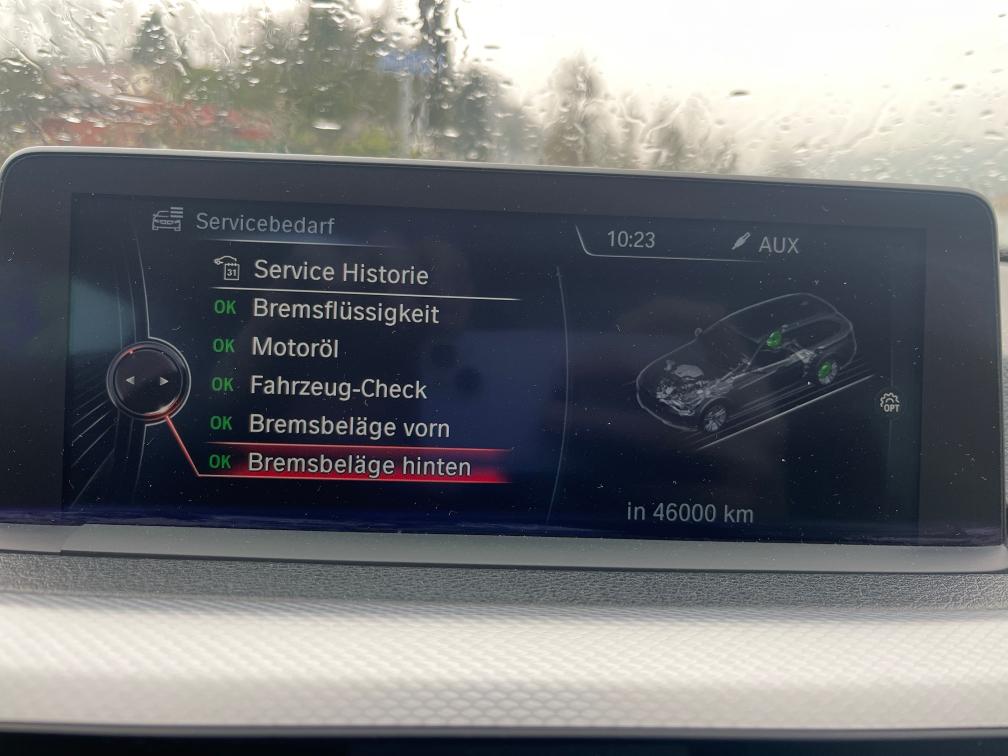 Servicebedarf
10:23 AUX
31 Service Historie
OK Bremsflüssigkeit
OK Motoröl
OK Fahrzeug-Check
OK Bremsbeläge vorn
OK Bremsbeläge hinten
OPT
in 46000 km